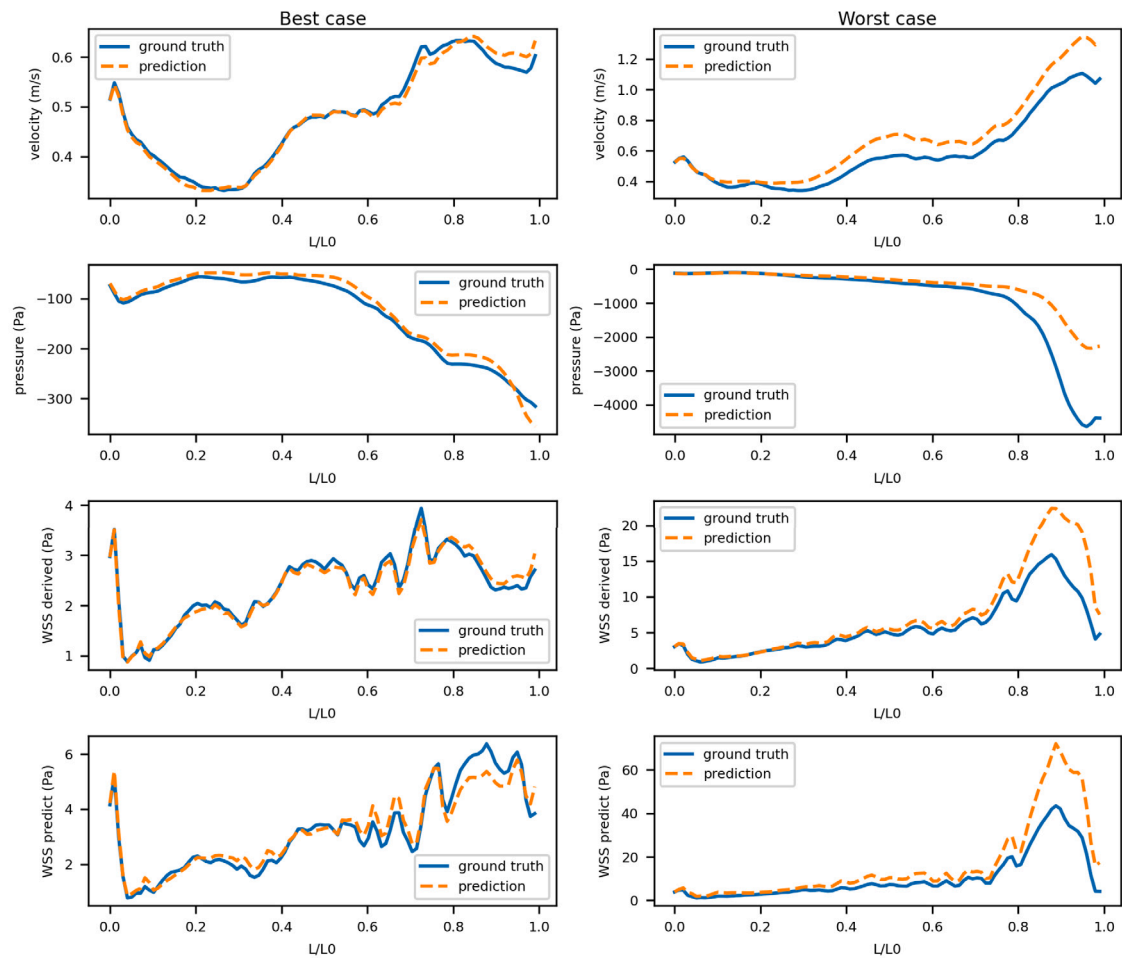 Best case
Worst case
velocity (m/s)
0.6
0.5
0.4
ground truth
prediction
0.0 0.2 0.4 0.6 0.8 1.0
L/L0
velocity (m/s)
1.2
1.0
0.8
0.6
0.4
ground truth
prediction
0.0 0.2 0.4 0.6 0.8 1.0
L/L0
pressure (Pa)
−100
−200
−300
ground truth
prediction
0.0 0.2 0.4 0.6 0.8 1.0
L/L0
pressure (Pa)
0
−1000
−2000
−3000
−4000
ground truth
prediction
0.0 0.2 0.4 0.6 0.8 1.0
L/L0
WSS derived (Pa)
4
3
2
1
ground truth
prediction
0.0 0.2 0.4 0.6 0.8 1.0
L/L0
WSS derived (Pa)
20
15
10
5
0
ground truth
prediction
0.0 0.2 0.4 0.6 0.8 1.0
L/L0
WSS predict (Pa)
6
4
2
ground truth
prediction
0.0 0.2 0.4 0.6 0.8 1.0
L/L0
WSS predict (Pa)
60
40
20
0
ground truth
prediction
0.0 0.2 0.4 0.6 0.8 1.0
L/L0